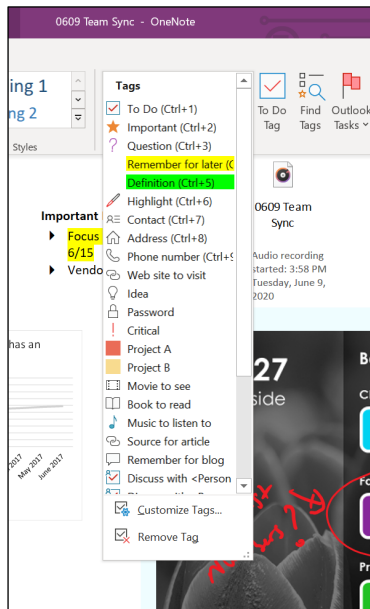 0609 Team Sync - OneNote
ing 1
ng 2
Styles
Tags
To Do (Ctrl+1)
Important (Ctrl+2)
Question (Ctrl+3)
Remember for later (C
Definition (Ctrl+5)
Highlight (Ctrl+6)
Contact (Ctrl+7)
Address (Ctrl+8)
Phone number (Ctrl+9
Web site to visit
Idea
Password
Critical
Project A
Project B
Movie to see
Book to read
Music to listen to
Source for article
Remember for blog
Discuss with <Person
Customize Tags...
Remove Tag
To Do
Tag
Find
Tags
Outlook
Tasks
Important
Focus
6/15
Vendo
0609 Team
Sync
Audio recording
started: 3:58 PM
Tuesday, June 9,
2020
has an
2017
May 2017
June 2017
27
side
B
Fo
Pr